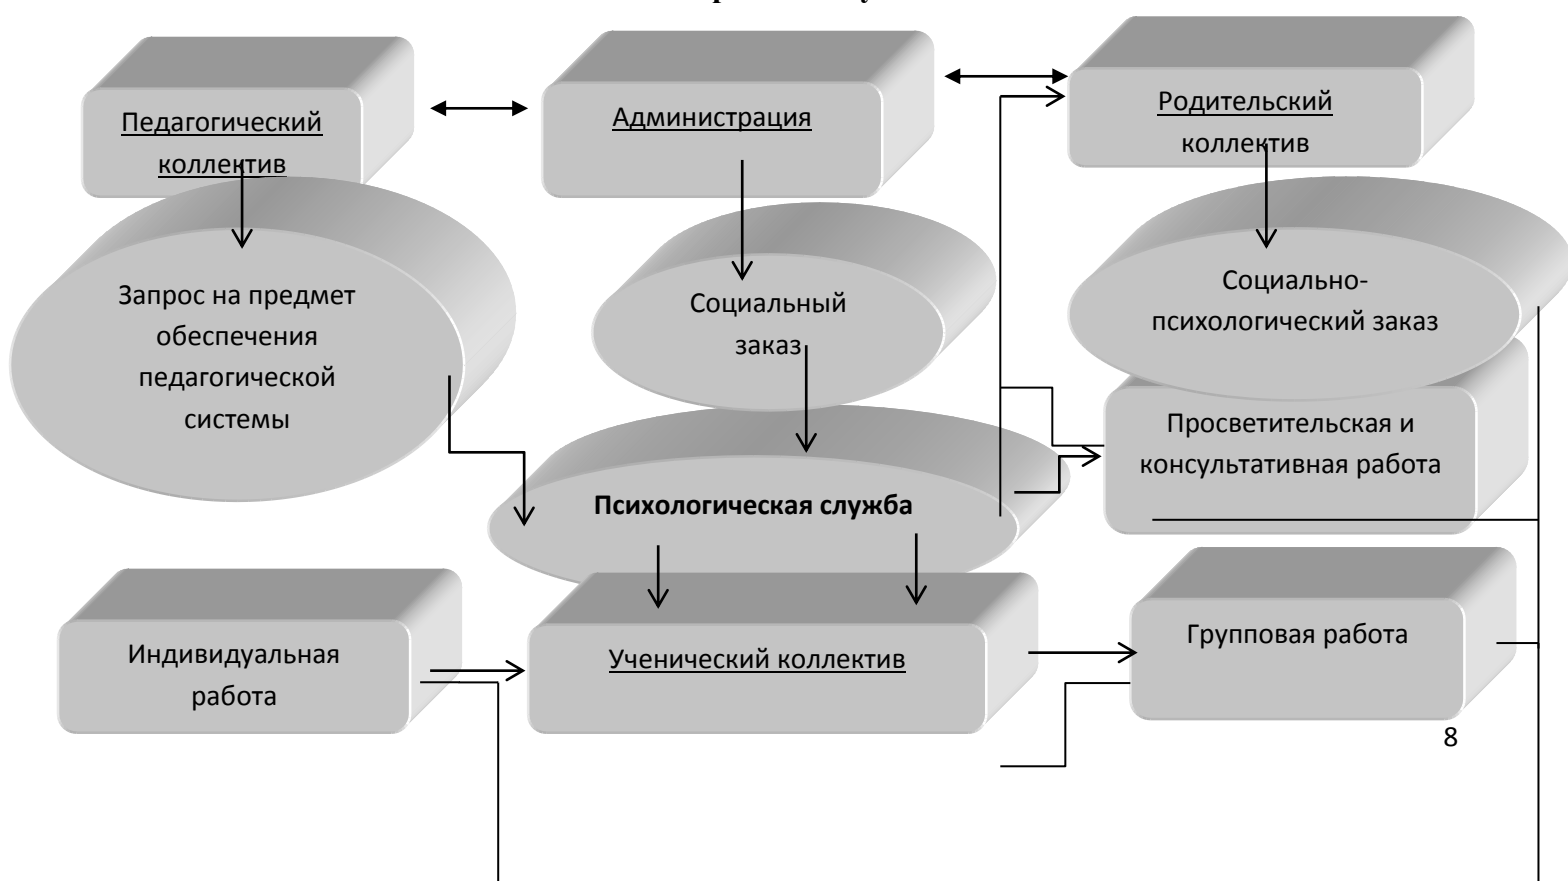 Педагогический
коллектив
Администрация
Родительский
коллектив
Запрос на предмет
обеспечения
педагогической
системы
Социальный
заказ
Социально-
психологический заказ
Просветительская и
консультативная работа
Психологическая служба
Индивидуальная
работа
Ученический коллектив
Групповая работа
8